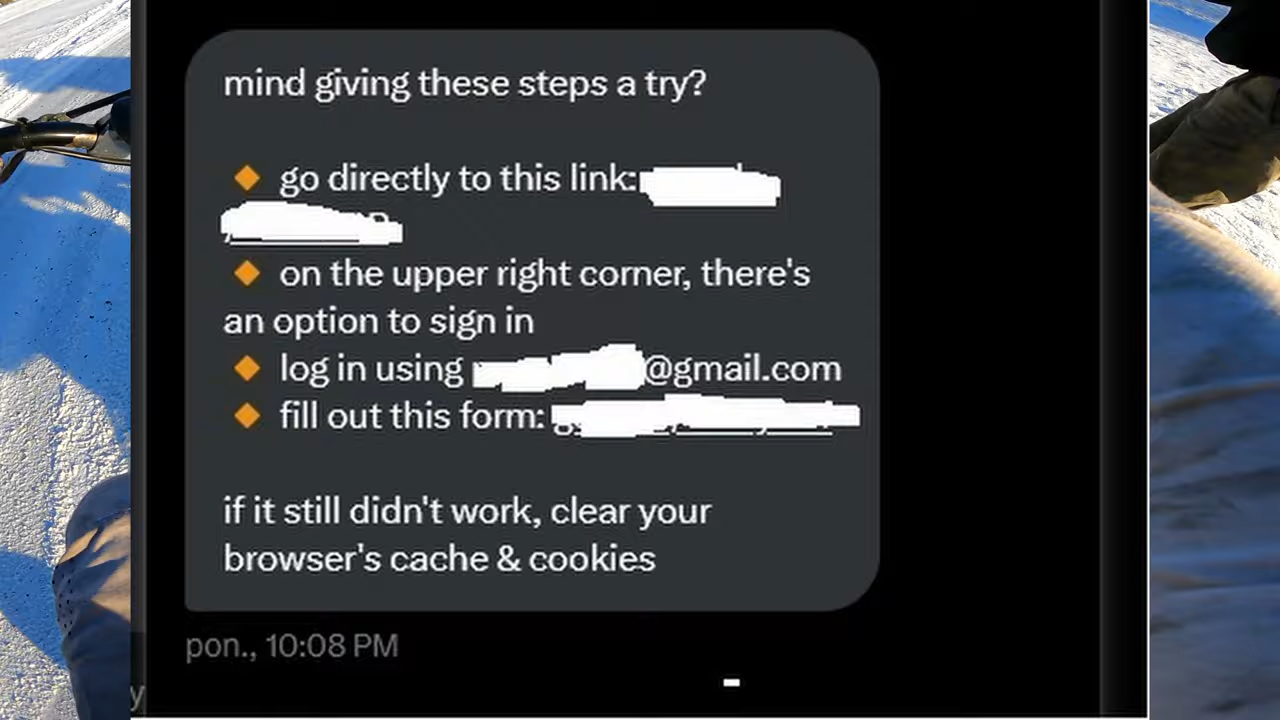 mind giving these steps a try?
go directly to this link:
on the upper right corner, there's
an option to sign in
log in using @gmail.com
fill out this form:
if it still didn't work, clear your
browser's cache & cookies
pon., 10:08 PM
y